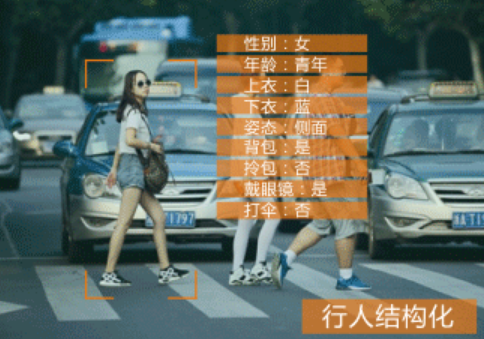 性别：女
年龄：青年
上衣：白
下衣：蓝
姿态：侧面
背包：是
拎包：否
戴眼镜：是
打伞：否
行人结构化